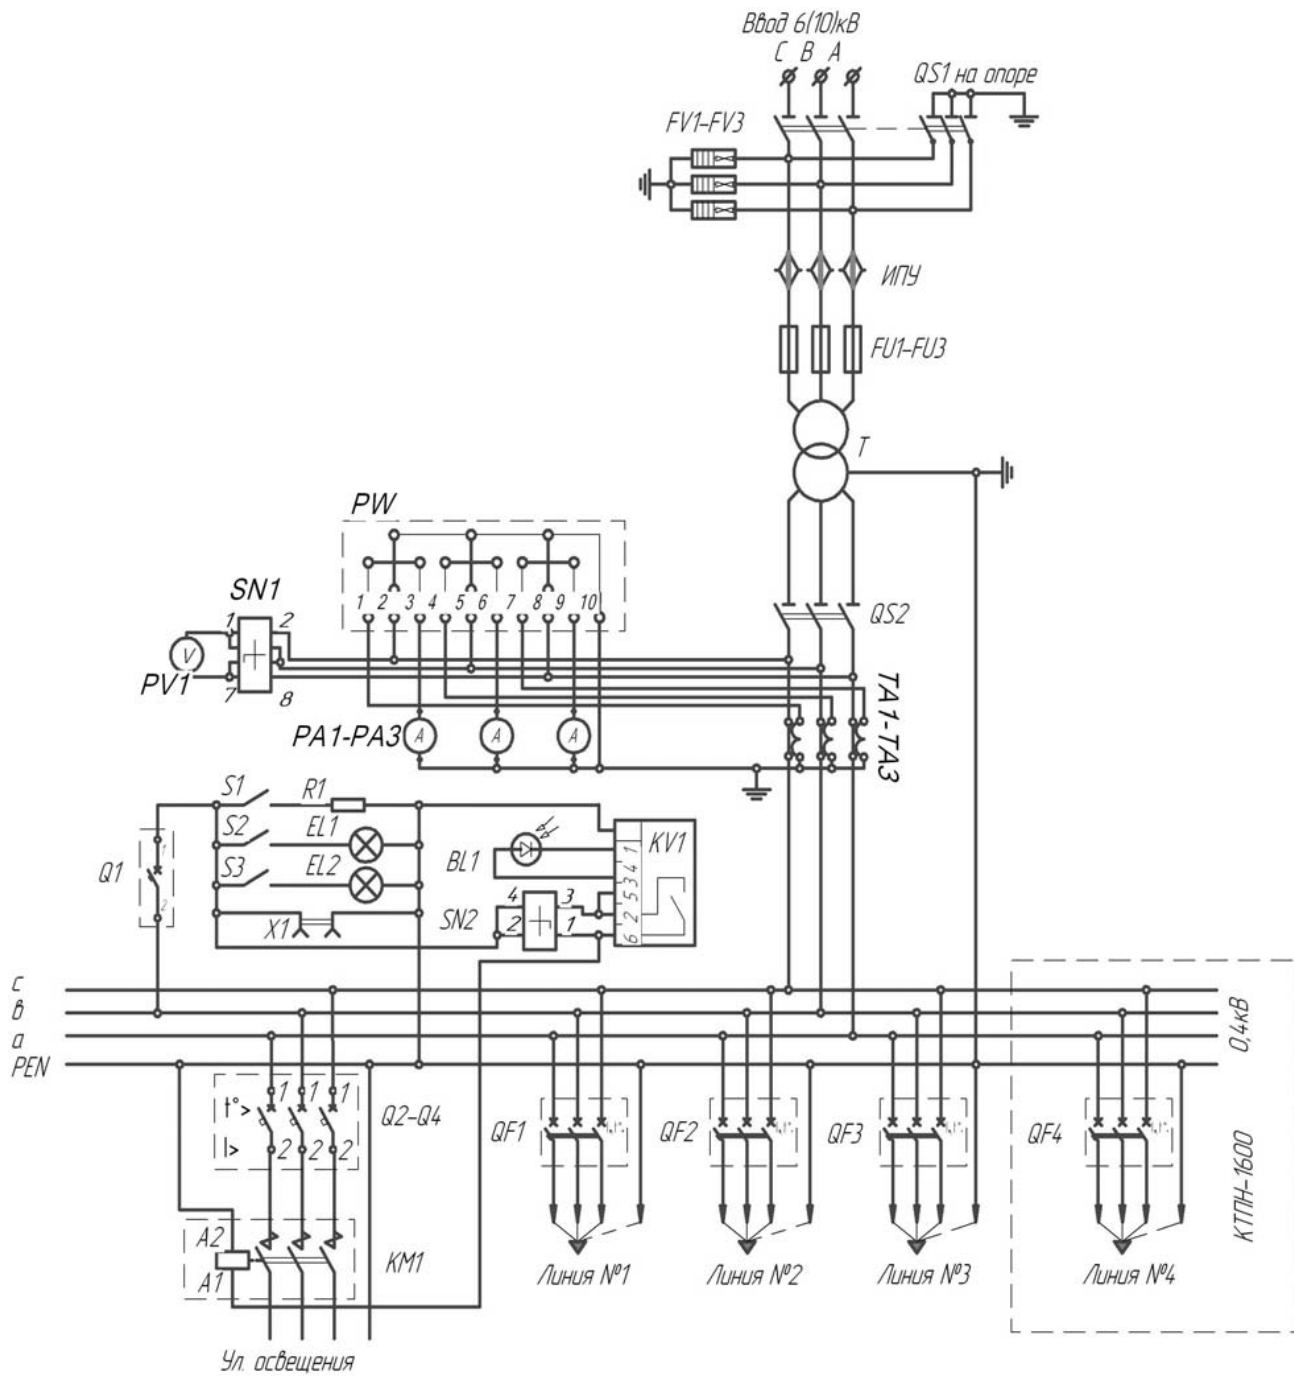 Ввод 6(10)кВ
C B A
QS1 на опоре
FV1-FV3
ИПУ
FU1-FU3
T
PW
SN1
1 2 3 4 5 6 7 8 9 10
1 2
QS2
V
PV1
7 8
TA1-TA3
PA1-PA3
A A A
S1 R1
S2 EL1
KV1
BL1
S3 EL2
Q1
1
2
1 4 3 5 2 6
SN2
4 3
2 1
X1
c
в
a
PEN
0,4кВ
t°>
I>
1 1 1
2 2 2
Q2-Q4
QF1
QF2
QF3
QF4
КТПН-1600
A2
A1
KM1
Линия №1
Линия №2
Линия №3
Линия №4
Ул. освещения